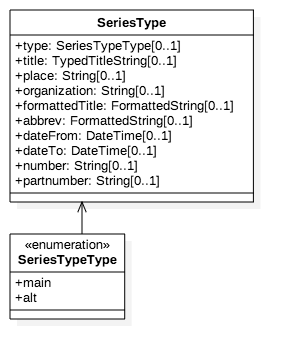 SeriesType
+type: SeriesTypeType[0..1]
+title: TypedTitleString[0..1]
+place: String[0..1]
+organization: String[0..1]
+formattedTitle: FormattedString[0..1]
+abbrev: FormattedString[0..1]
+dateFrom: DateTime[0..1]
+dateTo: DateTime[0..1]
+number: String[0..1]
+partnumber: String[0..1]
«enumeration»
SeriesTypeType
+main
+alt